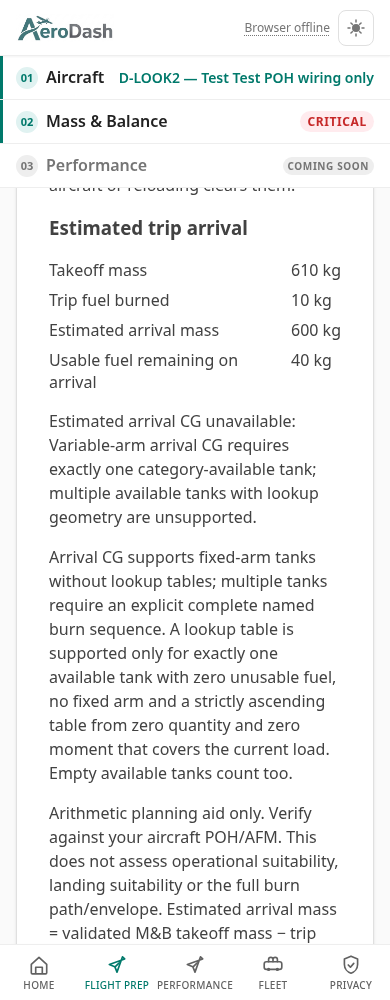 AeroDash
Browser offline
01 Aircraft D-LOOK2 — Test Test POH wiring only
02 Mass & Balance CRITICAL
03 Performance COMING SOON
aircraft or reloading clears them.
Estimated trip arrival
Takeoff mass 610 kg
Trip fuel burned 10 kg
Estimated arrival mass 600 kg
Usable fuel remaining on 40 kg
arrival
Estimated arrival CG unavailable:
Variable-arm arrival CG requires
exactly one category-available tank;
multiple available tanks with lookup
geometry are unsupported.
Arrival CG supports fixed-arm tanks
without lookup tables; multiple tanks
require an explicit complete named
burn sequence. A lookup table is
supported only for exactly one
available tank with zero unusable fuel,
no fixed arm and a strictly ascending
table from zero quantity and zero
moment that covers the current load.
Empty available tanks count too.
Arithmetic planning aid only. Verify
against your aircraft POH/AFM. This
does not assess operational suitability,
landing suitability or the full burn
path/envelope. Estimated arrival mass
= validated M&B takeoff mass − trip
HOME FLIGHT PREP PERFORMANCE FLEET PRIVACY